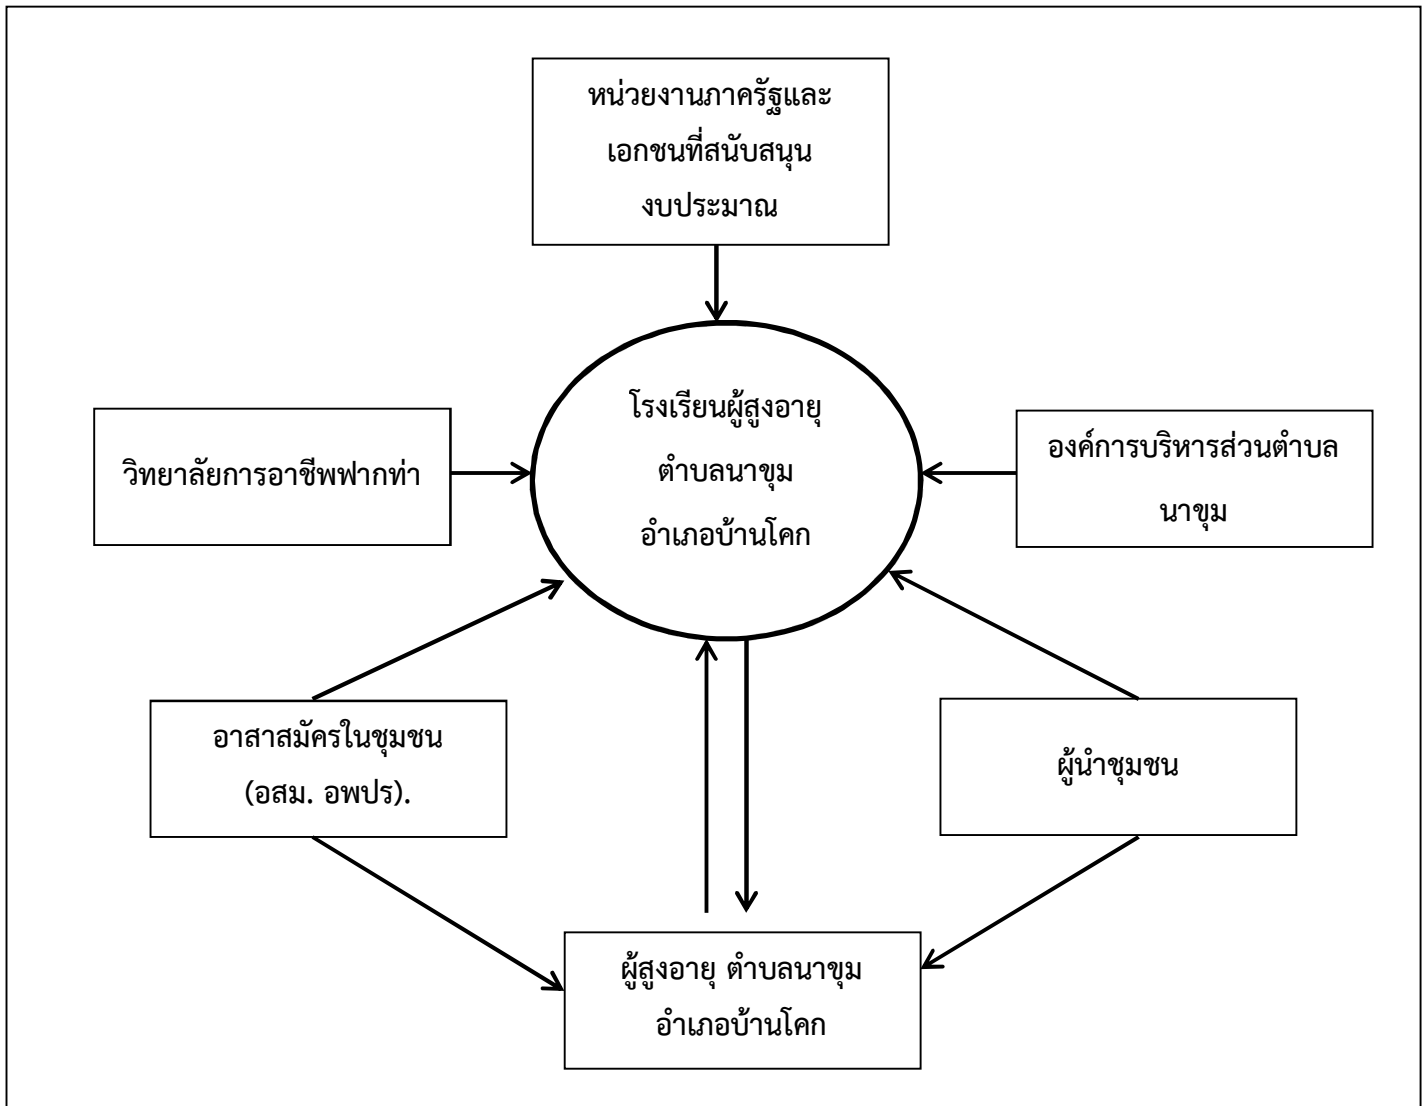 หน่วยงานภาครัฐและ
เอกชนที่สนับสนุน
งบประมาณ
โรงเรียนผู้สูงอายุ
ตำบลนาขุม
อำเภอบ้านโคก
วิทยาลัยการอาชีพฟากท่า
องค์การบริหารส่วนตำบล
นาขุม
อาสาสมัครในชุมชน
(อสม. อพปร).
ผู้นำชุมชน
ผู้สูงอายุ ตำบลนาขุม
อำเภอบ้านโคก